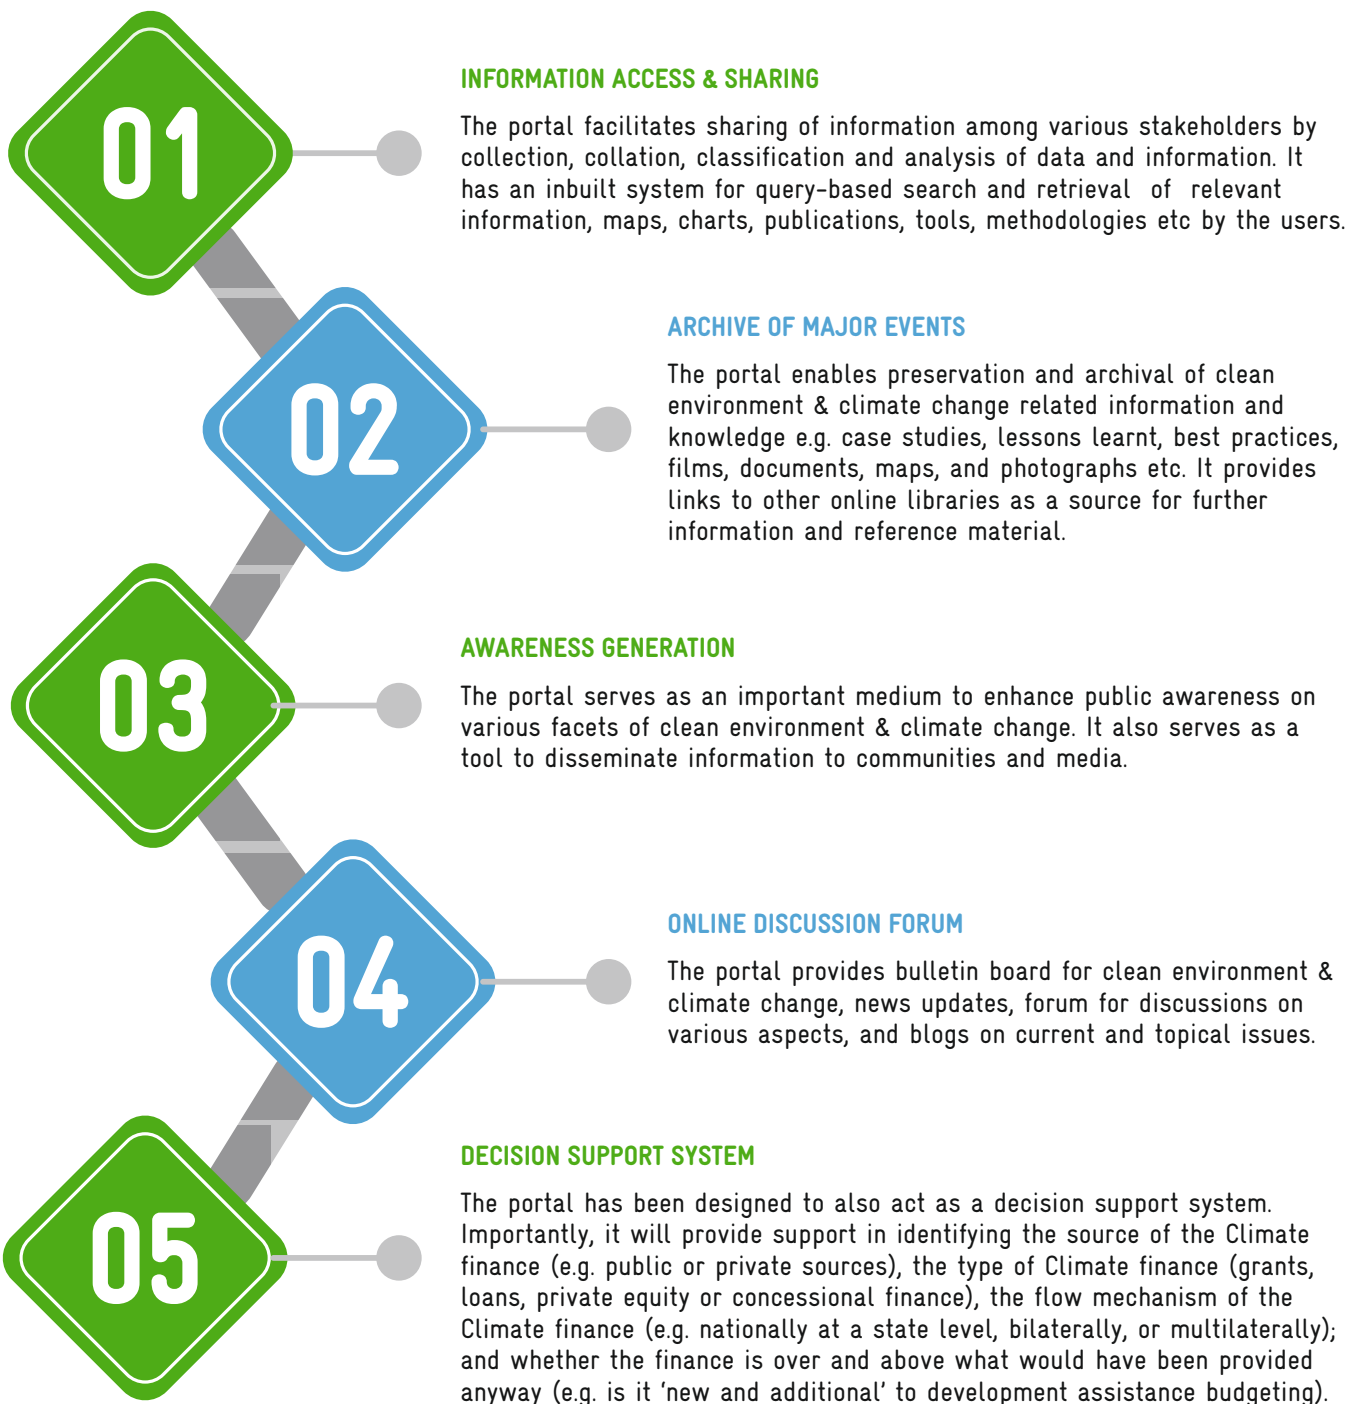 01
INFORMATION ACCESS & SHARING
The portal facilitates sharing of information among various stakeholders by
collection, collation, classification and analysis of data and information. It
has an inbuilt system for query-based search and retrieval of relevant
information, maps, charts, publications, tools, methodologies etc by the users.
02
ARCHIVE OF MAJOR EVENTS
The portal enables preservation and archival of clean
environment & climate change related information and
knowledge e.g. case studies, lessons learnt, best practices,
films, documents, maps, and photographs etc. It provides
links to other online libraries as a source for further
information and reference material.
03
AWARENESS GENERATION
The portal serves as an important medium to enhance public awareness on
various facets of clean environment & climate change. It also serves as a
tool to disseminate information to communities and media.
04
ONLINE DISCUSSION FORUM
The portal provides bulletin board for clean environment &
climate change, news updates, forum for discussions on
various aspects, and blogs on current and topical issues.
05
DECISION SUPPORT SYSTEM
The portal has been designed to also act as a decision support system.
Importantly, it will provide support in identifying the source of the Climate
finance (e.g. public or private sources), the type of Climate finance (grants,
loans, private equity or concessional finance), the flow mechanism of the
Climate finance (e.g. nationally at a state level, bilaterally, or multilaterally);
and whether the finance is over and above what would have been provided
anyway (e.g. is it ‘new and additional’ to development assistance budgeting).